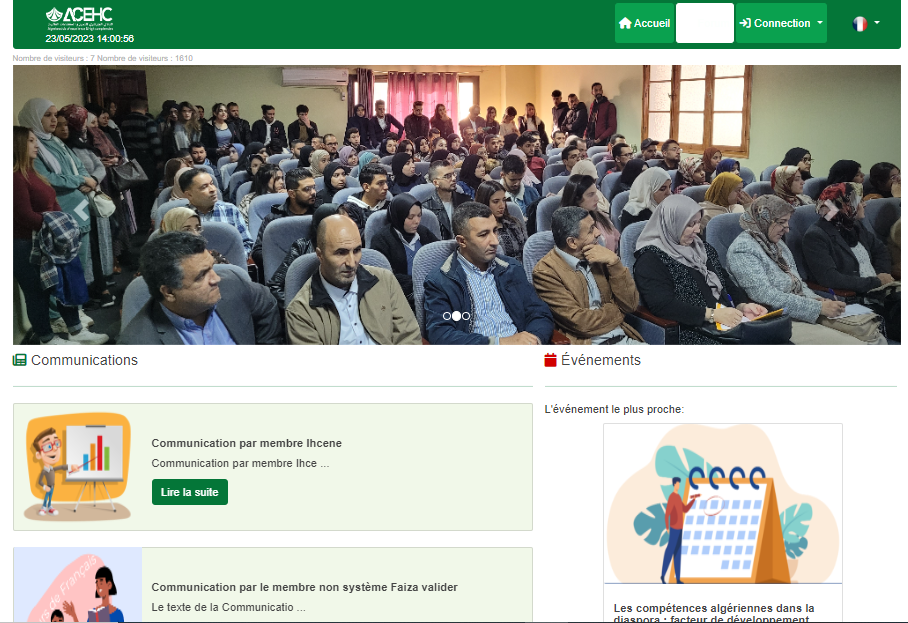 ACEHC
23/05/2023 14:00:56
Accueil
Connection
Nombre de visiteurs : 7 Nombre de visiteurs : 1610
Communications
Communication par membre Ihcene
Communication par membre Ihce ...
Lire la suite
de Français
Communication par le membre non système Faiza valider
Le texte de la Communicatio ...
Événements
L'événement le plus proche:
Les compétences algériennes dans la
diaspora : facteur de développement